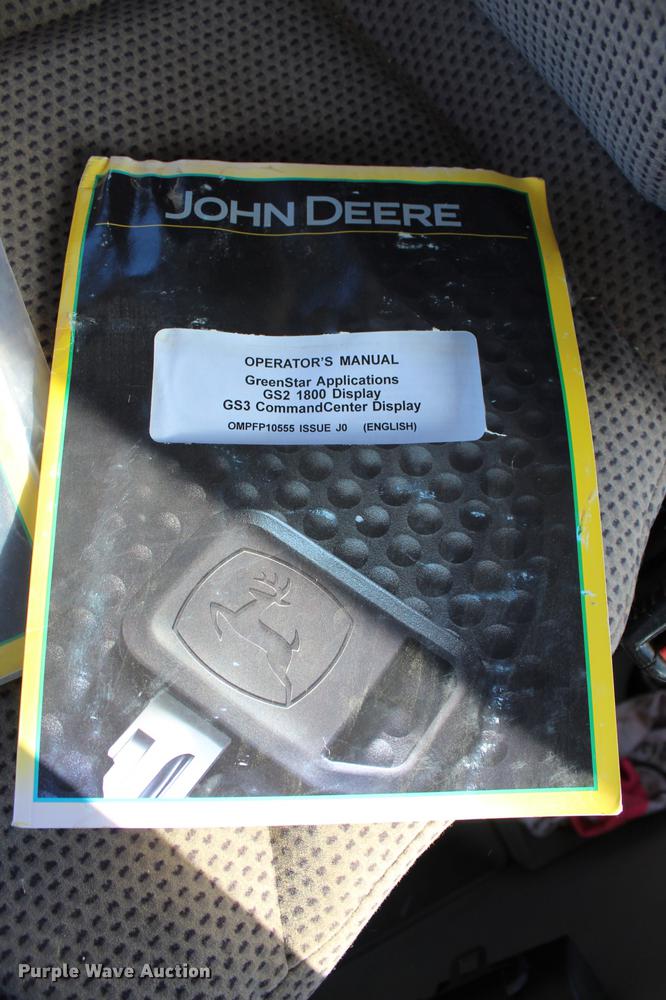 JOHN DEERE
OPERATOR'S MANUAL
GreenStar Applications
GS2 1800 Display
GS3 CommandCenter Display
OMPFP10555 ISSUE J0 (ENGLISH)
Purple Wave Auction